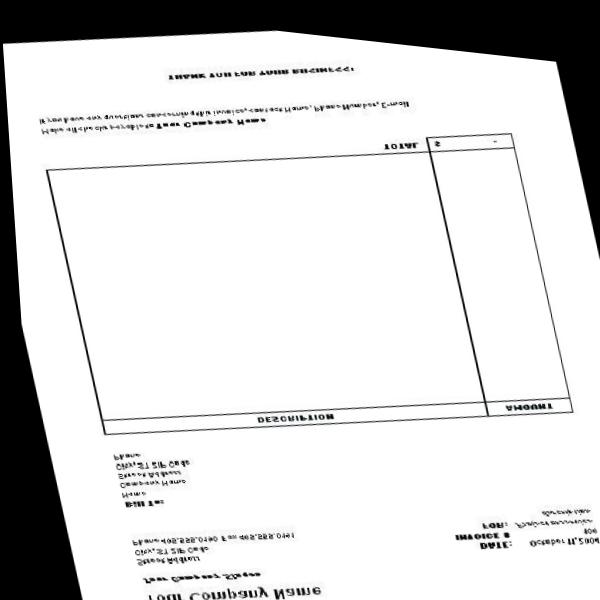 Your Company Name
Your Company Slogan
Street Address
City, ST ZIP Code
Phone 405.555.0190 Fax 405.555.0191
DATE: October 11, 2004
INVOICE # 100
FOR: Project or service
description
Bill To:
Name
Company Name
Street Address
City, ST ZIP Code
Phone
DESCRIPTION AMOUNT
TOTAL $ -
Make all checks payable to Your Company Name
If you have any questions concerning this invoice, contact Name, Phone Number, E-mail
THANK YOU FOR YOUR BUSINESS!